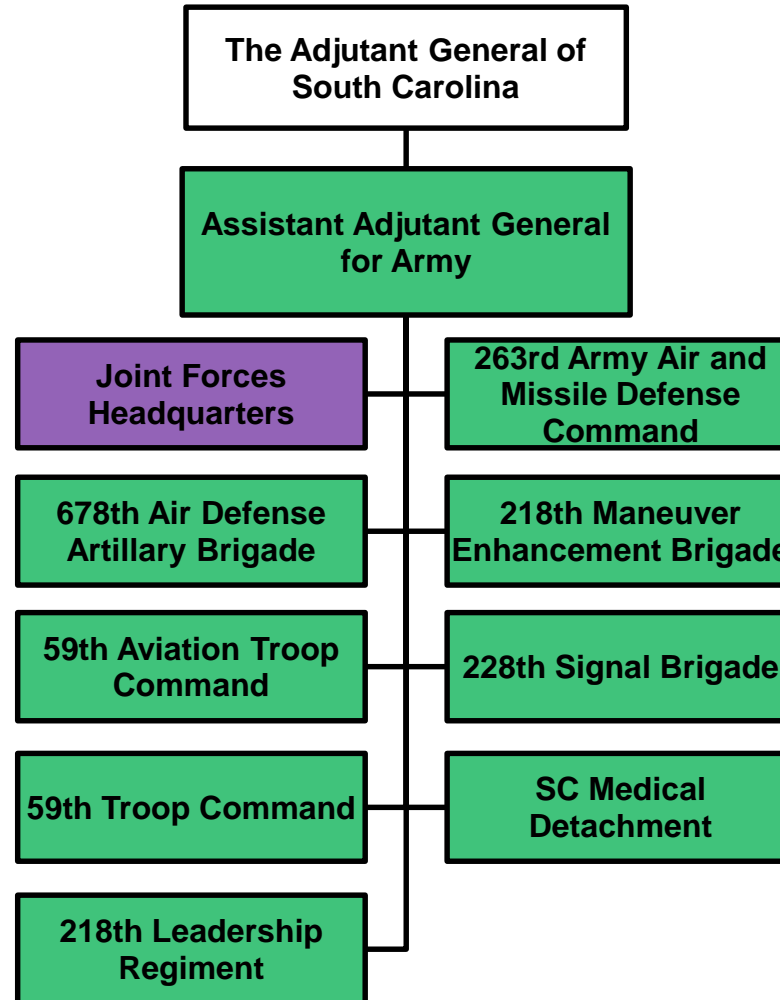 The Adjutant General of
South Carolina
Assistant Adjutant General
for Army
Joint Forces
Headquarters
263rd Army Air and
Missile Defense
Command
678th Air Defense
Artillary Brigade
218th Maneuver
Enhancement Brigade
59th Aviation Troop
Command
228th Signal Brigade
59th Troop Command
SC Medical
Detachment
218th Leadership
Regiment